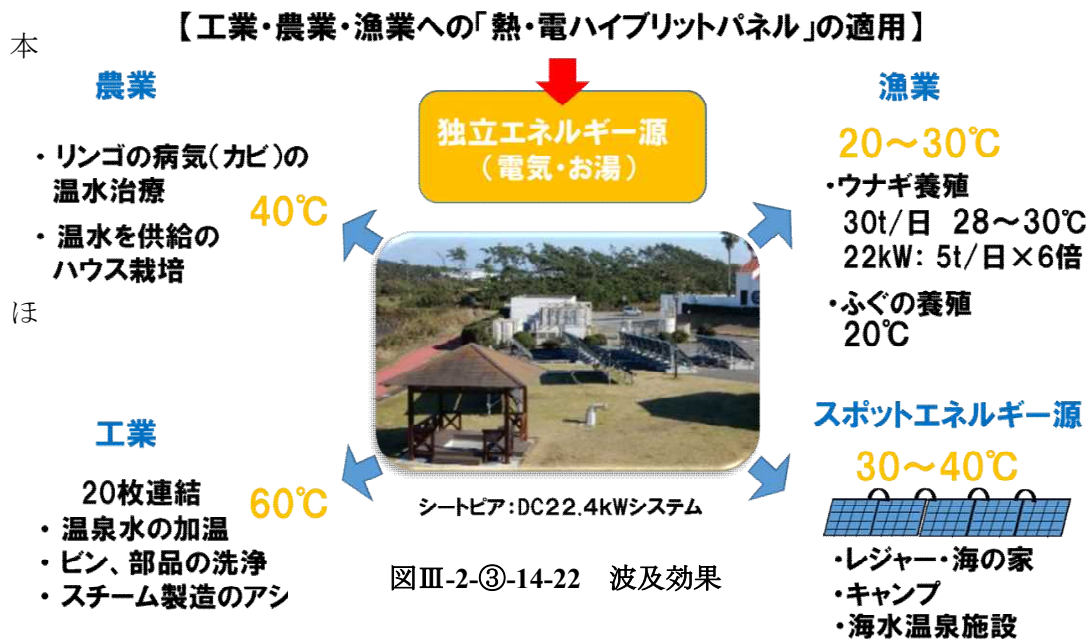 【工業・農業・漁業への「熱・電ハイブリットパネル」の適用】
本
農業
・リンゴの病気（カビ）の
温水治療
40℃
・温水を供給の
ハウス栽培
ほ
独立エネルギー源
（電気・お湯）
漁業
20～30℃
・ウナギ養殖
30t/日 28～30℃
22kW: 5t/日×6倍
・ふぐの養殖
20℃
工業
20枚連結
60℃
・温泉水の加温
・ビン、部品の洗浄
・スチーム製造のアシ
シートピア：DC22.4kWシステム
スポットエネルギー源
30～40℃
・レジャー・海の家
・キャンプ
・海水温泉施設
図Ⅲ-2-③-14-22 波及効果